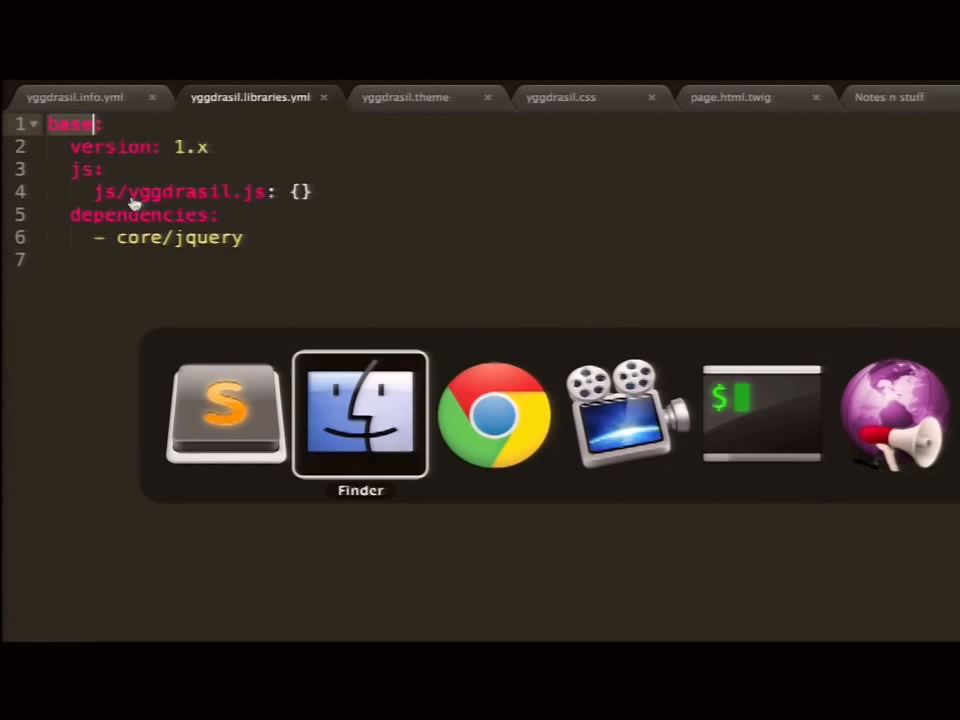 yggdrasil.info.yml × yggdrasil.libraries.yml × yggdrasil.theme × yggdrasil.css × page.html.twig × Notes n stuff
1 base:
2 version: 1.x
3 js:
4 js/yggdrasil.js: {}
5 dependencies:
6 - core/jquery
7
S
$
Finder